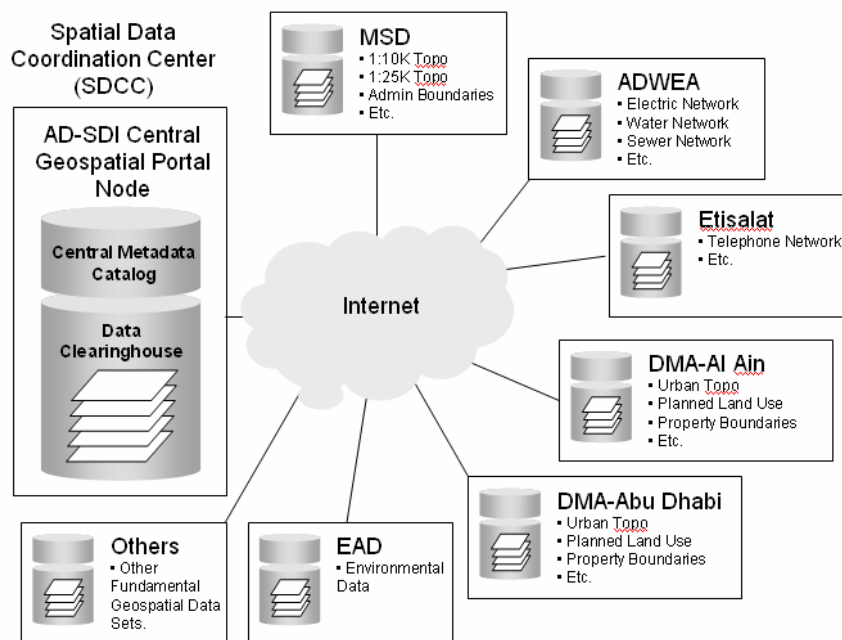 Spatial Data
Coordination Center
(SDCC)
AD-SDI Central
Geospatial Portal
Node
Central Metadata
Catalog
Data
Clearinghouse
MSD
▪ 1:10K Topo
▪ 1:25K Topo
▪ Admin Boundaries
▪ Etc.
ADWEA
▪ Electric Network
▪ Water Network
▪ Sewer Network
▪ Etc.
Etisalat
▪ Telephone Network
▪ Etc.
Internet
DMA-Al Ain
▪ Urban Topo
▪ Planned Land Use
▪ Property Boundaries
▪ Etc.
DMA-Abu Dhabi
▪ Urban Topo
▪ Planned Land Use
▪ Property Boundaries
▪ Etc.
EAD
▪ Environmental
Data
Others
▪ Other
Fundamental
Geospatial Data
Sets.